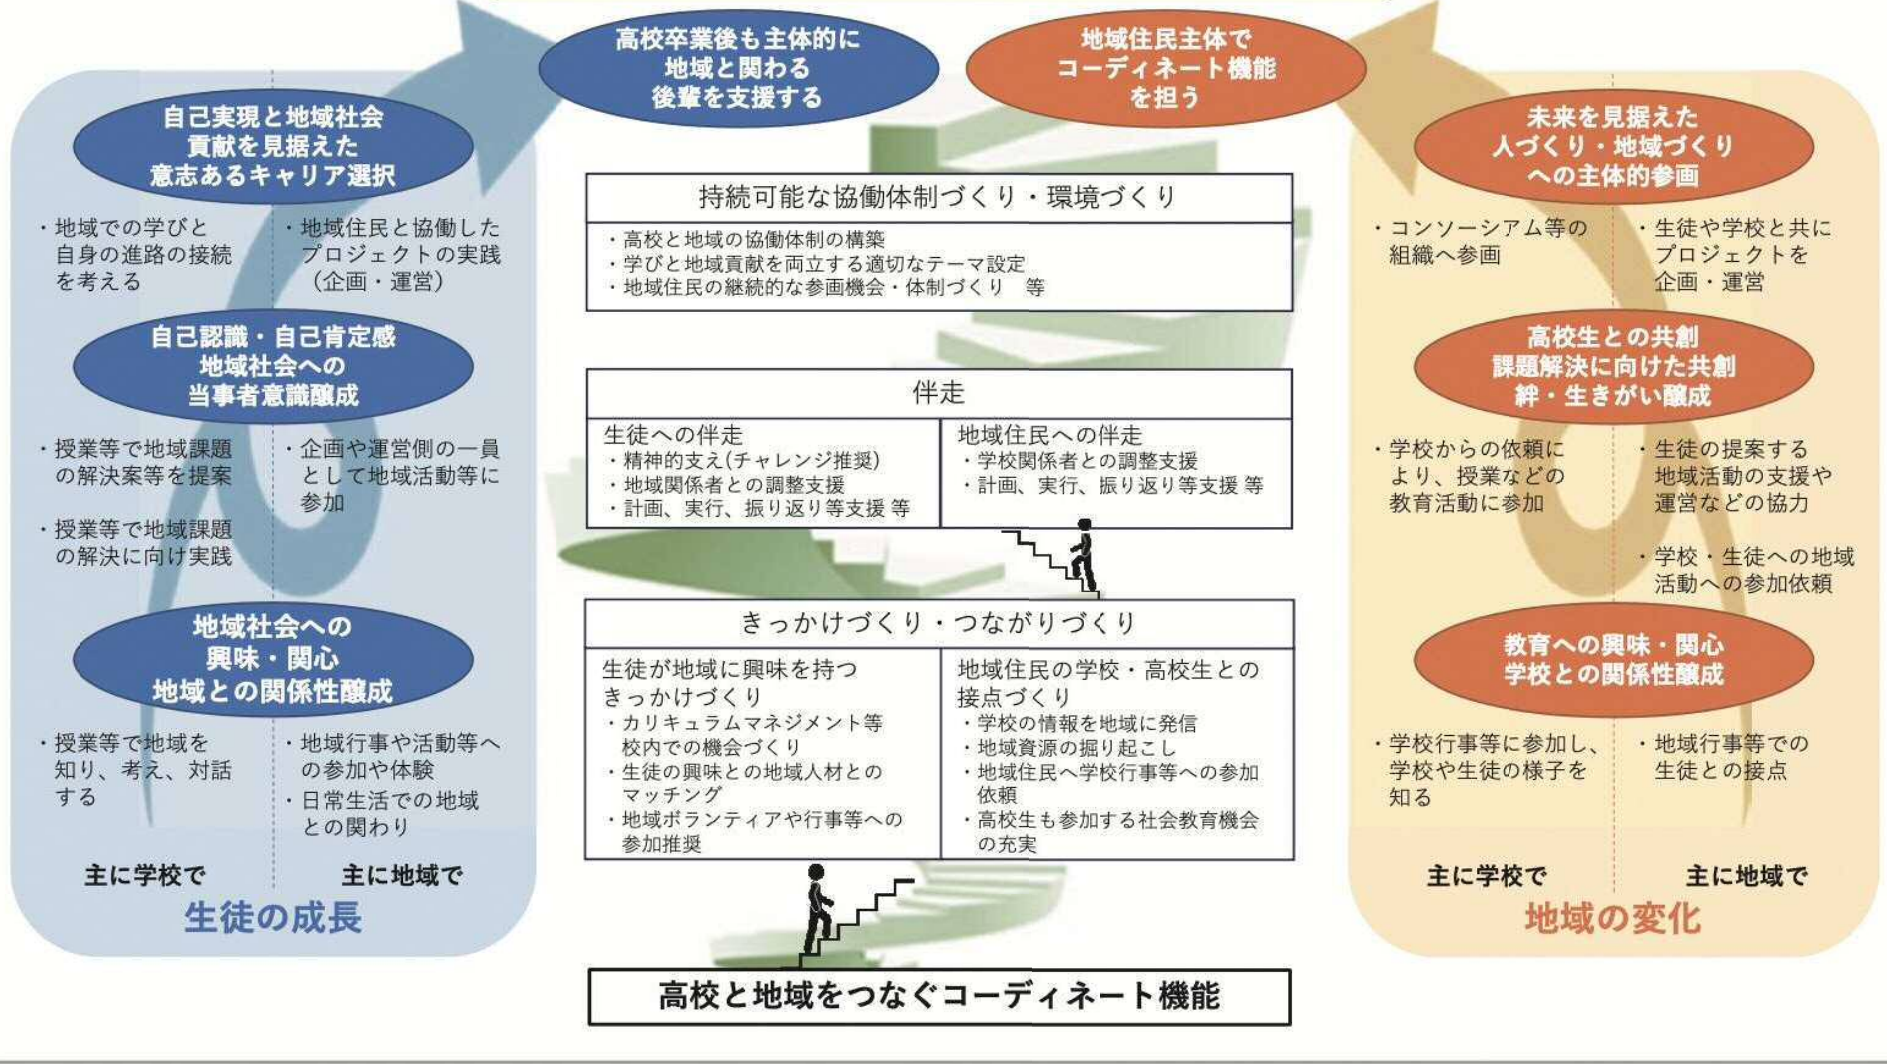 高校卒業後も主体的に
地域と関わる
後輩を支援する
地域住民主体で
コーディネート機能
を担う
自己実現と地域社会
貢献を見据えた
意志あるキャリア選択
・地域での学びと
自身の進路の接続
を考える
・地域住民と協働した
プロジェクトの実践
（企画・運営）
自己認識・自己肯定感
地域社会への
当事者意識醸成
・授業等で地域課題
の解決案等を提案
・授業等で地域課題
の解決に向け実践
・企画や運営側の一員
として地域活動等に
参加
地域社会への
興味・関心
地域との関係性醸成
・授業等で地域を
知り、考え、対話
する
・地域行事や活動等へ
の参加や体験
・日常生活での地域
との関わり
主に学校で
主に地域で
生徒の成長
持続可能な協働体制づくり・環境づくり
・高校と地域の協働体制の構築
・学びと地域貢献を両立する適切なテーマ設定
・地域住民の継続的な参画機会・体制づくり　等
伴走
生徒への伴走
・精神的支え(チャレンジ推奨)
・地域関係者との調整支援
・計画、実行、振り返り等支援 等
地域住民への伴走
・学校関係者との調整支援
・計画、実行、振り返り等支援 等
きっかけづくり・つながりづくり
生徒が地域に興味を持つ
きっかけづくり
・カリキュラムマネジメント等
校内での機会づくり
・生徒の興味との地域人材との
マッチング
・地域ボランティアや行事等への
参加推奨
地域住民の学校・高校生との
接点づくり
・学校の情報を地域に発信
・地域資源の掘り起こし
・地域住民へ学校行事等への参加
依頼
・高校生も参加する社会教育機会
の充実
高校と地域をつなぐコーディネート機能
未来を見据えた
人づくり・地域づくり
への主体的参画
・コンソーシアム等の
組織へ参画
・生徒や学校と共に
プロジェクトを
企画・運営
高校生との共創
課題解決に向けた共創
絆・生きがい醸成
・学校からの依頼に
より、授業などの
教育活動に参加
・生徒の提案する
地域活動の支援や
運営などの協力
・学校・生徒への地域
活動への参加依頼
教育への興味・関心
学校との関係性醸成
・学校行事等に参加し、
学校や生徒の様子を
知る
・地域行事等での
生徒との接点
主に学校で
主に地域で
地域の変化